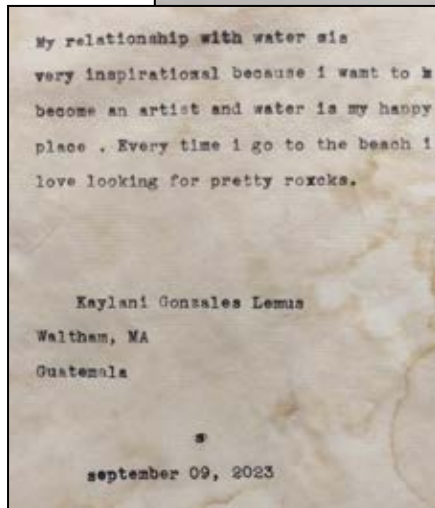 My relationship with water mis
very inspirational because i want to m
become an artist and water is my happy
place . Every time i go to the beach i
love looking for pretty roxcks.
Kaylani Gonzales Lemus
Waltham, MA
Guatemala
s
september 09, 2023